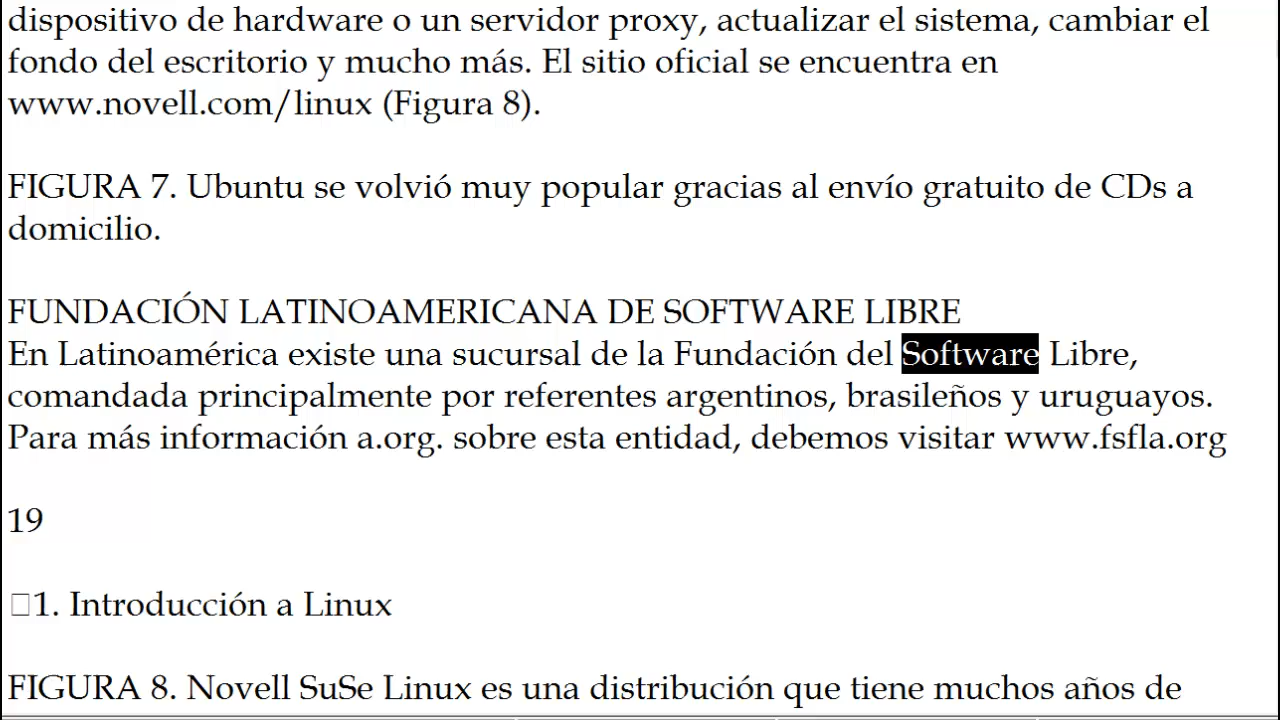 dispositivo de hardware o un servidor proxy, actualizar el sistema, cambiar el
fondo del escritorio y mucho más. El sitio oficial se encuentra en
www.novell.com/linux (Figura 8).
FIGURA 7. Ubuntu se volvió muy popular gracias al envío gratuito de CDs a
domicilio.
FUNDACIÓN LATINOAMERICANA DE SOFTWARE LIBRE
En Latinoamérica existe una sucursal de la Fundación del Software Libre,
comandada principalmente por referentes argentinos, brasileños y uruguayos.
Para más información a.org. sobre esta entidad, debemos visitar www.fsfla.org
19
□1. Introducción a Linux
FIGURA 8. Novell SuSe Linux es una distribución que tiene muchos años de